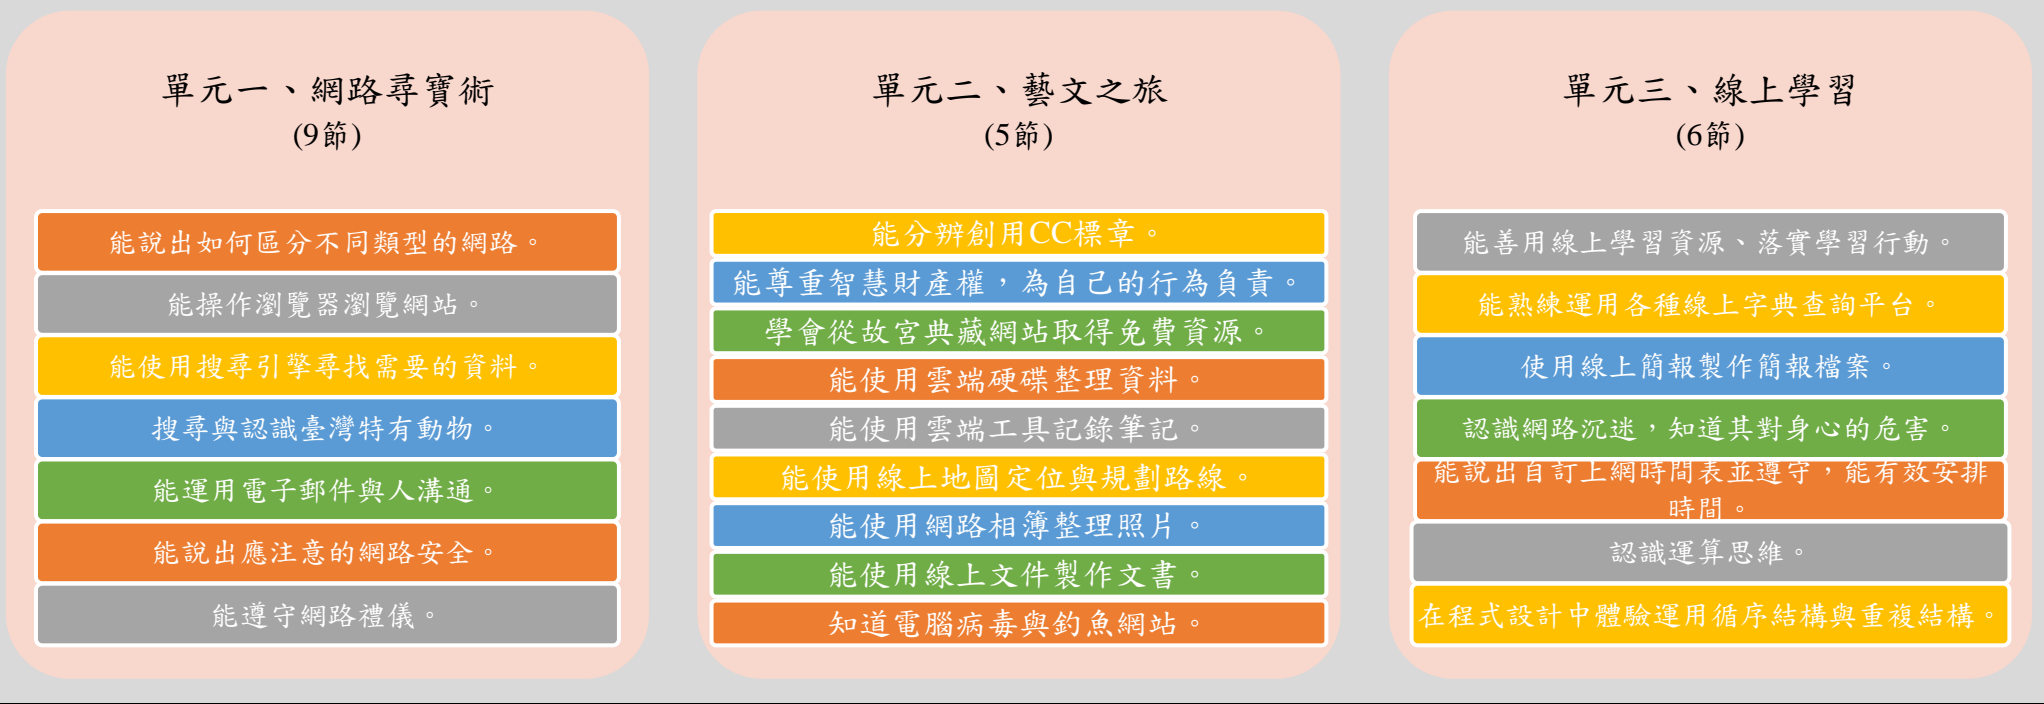 單元一、網路尋寶術
(9節)
能說出如何區分不同類型的網路。
能操作瀏覽器瀏覽網站。
能使用搜尋引擎尋找需要的資料。
搜尋與認識臺灣特有動物。
能運用電子郵件與人溝通。
能說出應注意的網路安全。
能遵守網路禮儀。
單元二、藝文之旅
(5節)
能分辨創用CC標章。
能尊重智慧財產權，為自己的行為負責。
學會從故宮典藏網站取得免費資源。
能使用雲端硬碟整理資料。
能使用雲端工具記錄筆記。
能使用線上地圖定位與規劃路線。
能使用網路相簿整理照片。
能使用線上文件製作文書。
知道電腦病毒與釣魚網站。
單元三、線上學習
(6節)
能善用線上學習資源、落實學習行動。
能熟練運用各種線上字典查詢平台。
使用線上簡報製作簡報檔案。
認識網路沉迷，知道其對身心的危害。
能說出自訂上網時間表並遵守，能有效安排
時間。
認識運算思維。
在程式設計中體驗運用循序結構與重複結構。